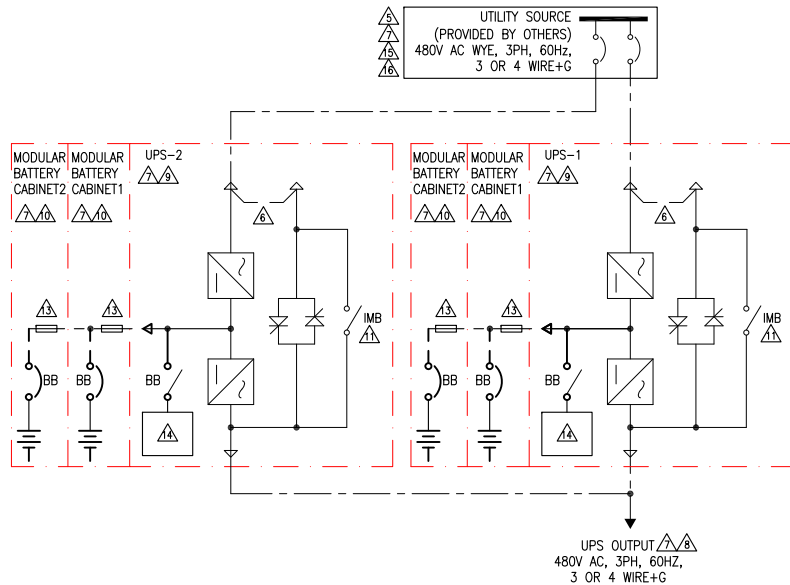 5
7
15
16
UTILITY SOURCE
(PROVIDED BY OTHERS)
480V AC WYE, 3PH, 60Hz,
3 OR 4 WIRE+G
MODULAR
BATTERY
CABINET2
7 10
MODULAR
BATTERY
CABINET1
7 10
UPS-2
7 9
6
13
13
BB
BB
BB
14
IMB
11
MODULAR
BATTERY
CABINET2
7 10
MODULAR
BATTERY
CABINET1
7 10
UPS-1
7 9
6
13
13
BB
BB
BB
14
IMB
11
UPS OUTPUT 7 8
480V AC, 3PH, 60HZ,
3 OR 4 WIRE+G